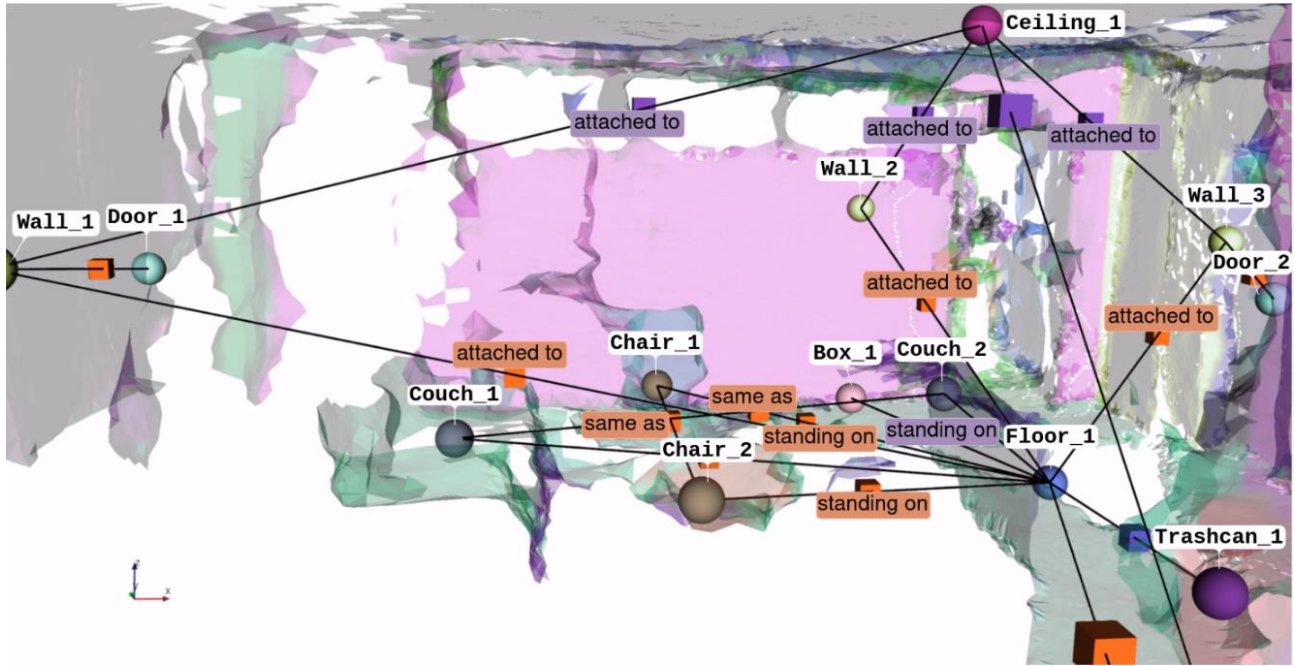 Ceiling_1
attached to
attached to
attached to
Wall_2
Wall_1
Door_1
Wall_3
Door_2
attached to
attached to
Chair_1
Box_1
Couch_2
attached to
Couch_1
same as
same as
standing on
standing on
Floor_1
Chair_2
standing on
Trashcan_1
z
y
x